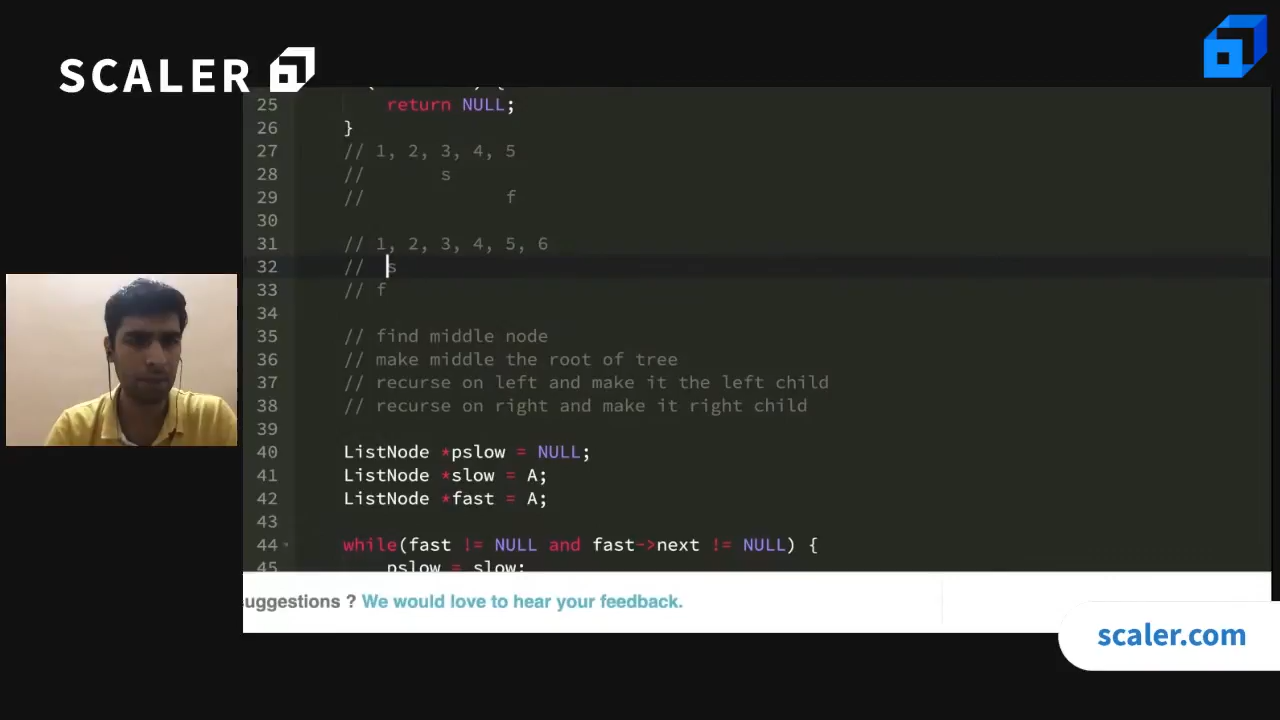 SCALER
25 return NULL;
26 }
27 // 1, 2, 3, 4, 5
28 // s
29 // f
30
31 // 1, 2, 3, 4, 5, 6
32 // s
33 // f
34
35 // find middle node
36 // make middle the root of tree
37 // recurse on left and make it the left child
38 // recurse on right and make it right child
39
40 ListNode *pslow = NULL;
41 ListNode *slow = A;
42 ListNode *fast = A;
43
44 while(fast != NULL and fast->next != NULL) {
45 pslow = slow;
uggestions ? We would love to hear your feedback.
scaler.com